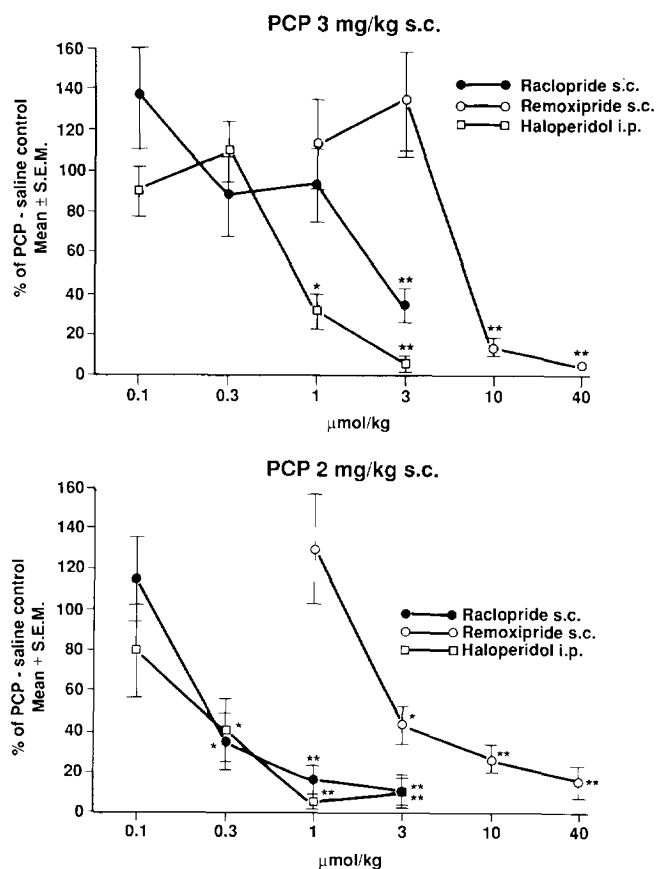 PCP 3 mg/kg s.c.
160
140
120
100
80
60
40
20
0
% of PCP - saline control
Mean ± S.E.M.
Raclopride s.c.
Remoxipride s.c.
Haloperidol i.p.
*
**
**
**
**
0.1 0.3 1 3 10 40
μmol/kg
PCP 2 mg/kg s.c.
160
140
120
100
80
60
40
20
0
% of PCP - saline control
Mean + S.E.M.
Raclopride s.c.
Remoxipride s.c.
Haloperidol i.p.
*
*
*
**
**
**
**
**
**
0.1 0.3 1 3 10 40
μmol/kg